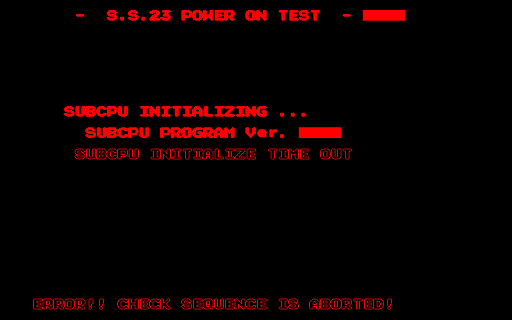 - S.S.23 POWER ON TEST -
SUBCPU INITIALIZING ...
SUBCPU PROGRAM Ver.
SUBCPU INITIALIZE TIME OUT
ERROR!! CHECK SEQUENCE IS ABORTED!